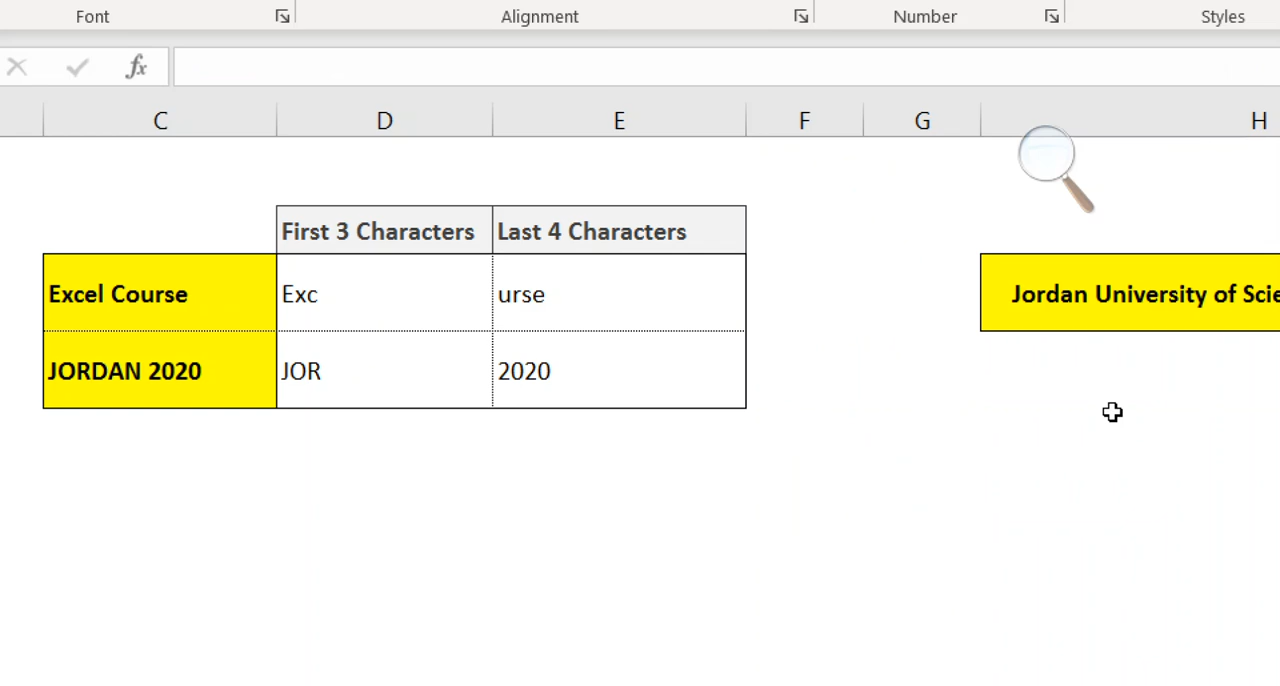 Font Alignment Number Styles
fx
C D E F G H
First 3 Characters Last 4 Characters
Excel Course Exc urse Jordan University of Scie
JORDAN 2020 JOR 2020